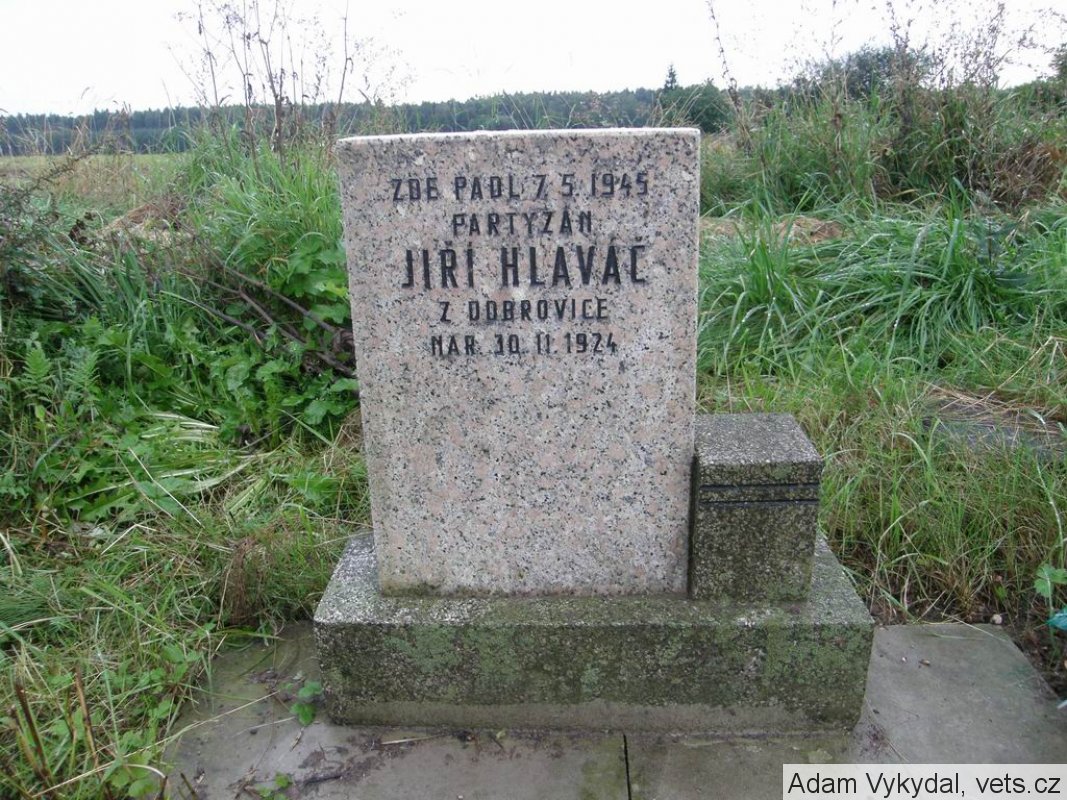 ZDE PADL 7.5.1945
PARTYZÁN
JIŘÍ HLAVÁČ
Z DOBROVICE
NAR. 30.11.1924
Adam Vykydal, vets.cz